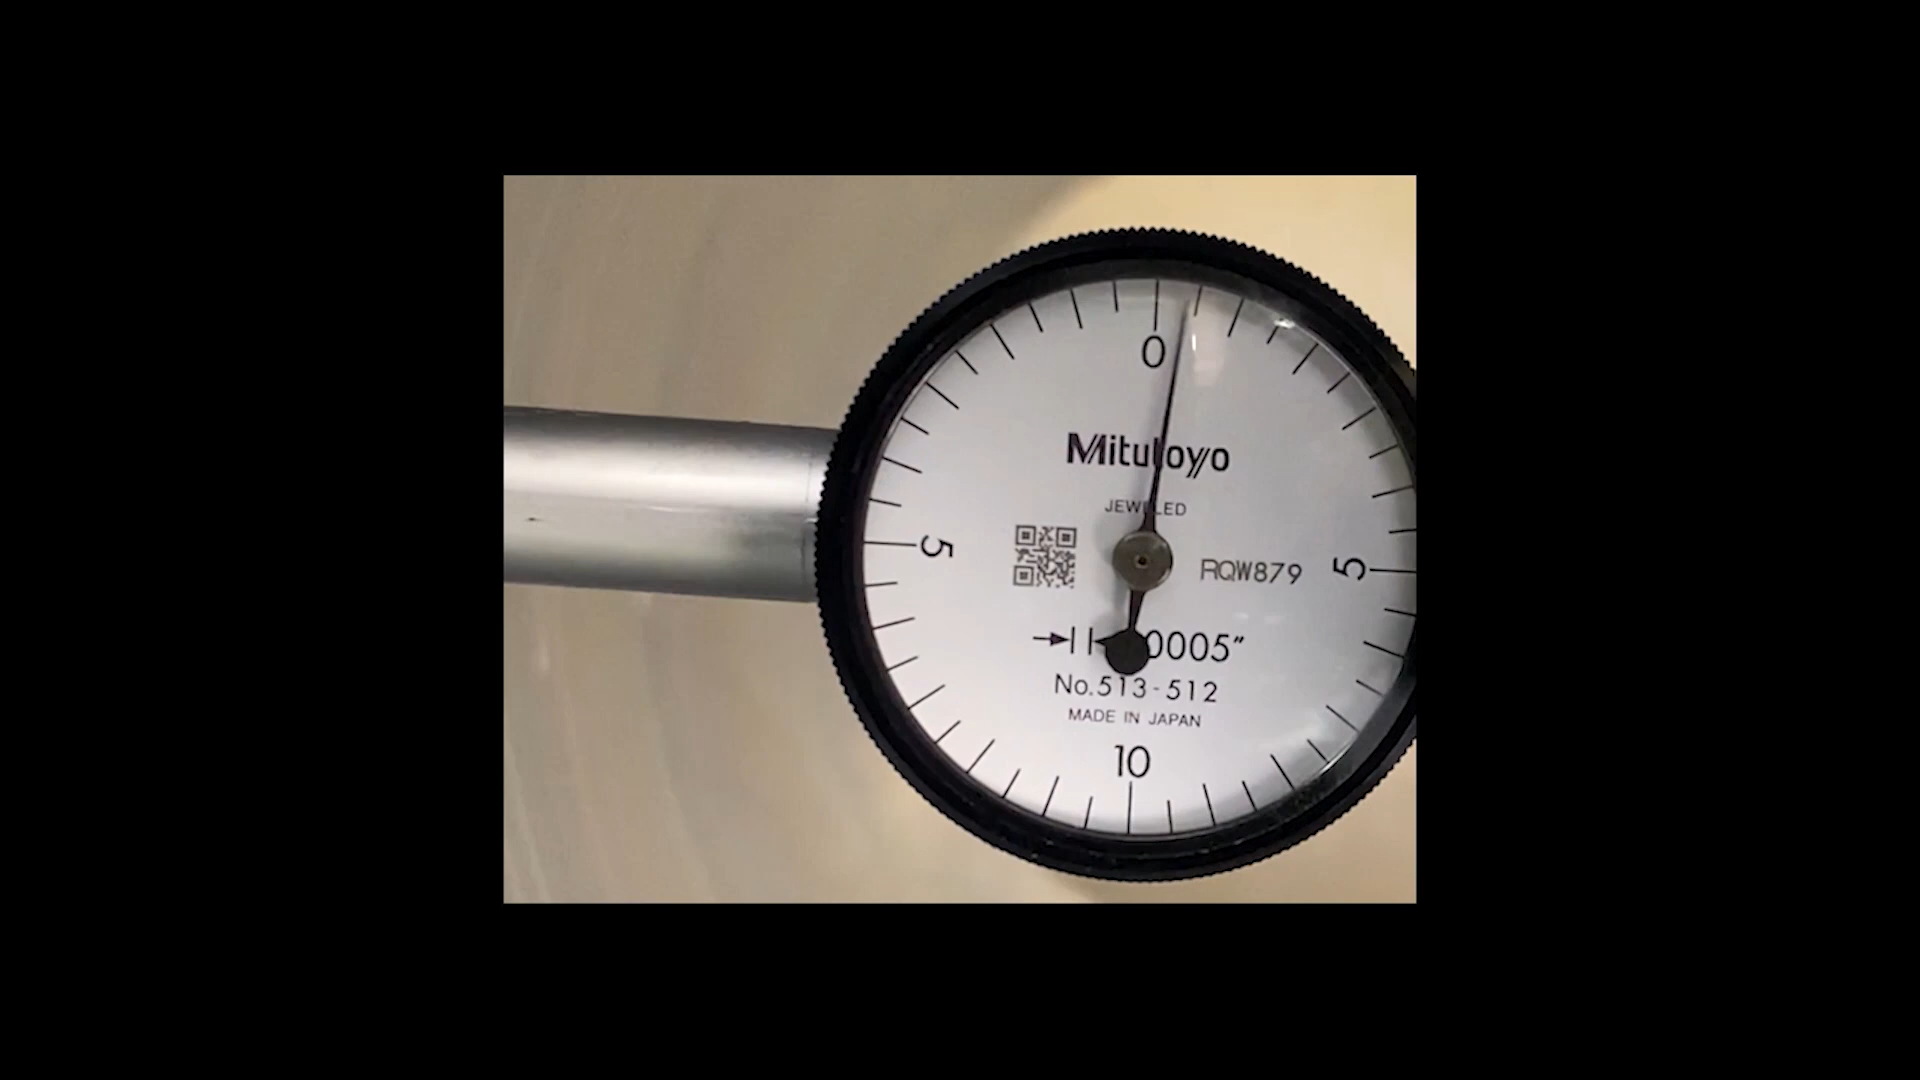 0
Mitutoyo
JEWELED
5
RQW879
5
0005"
No.513-512
MADE IN JAPAN
10